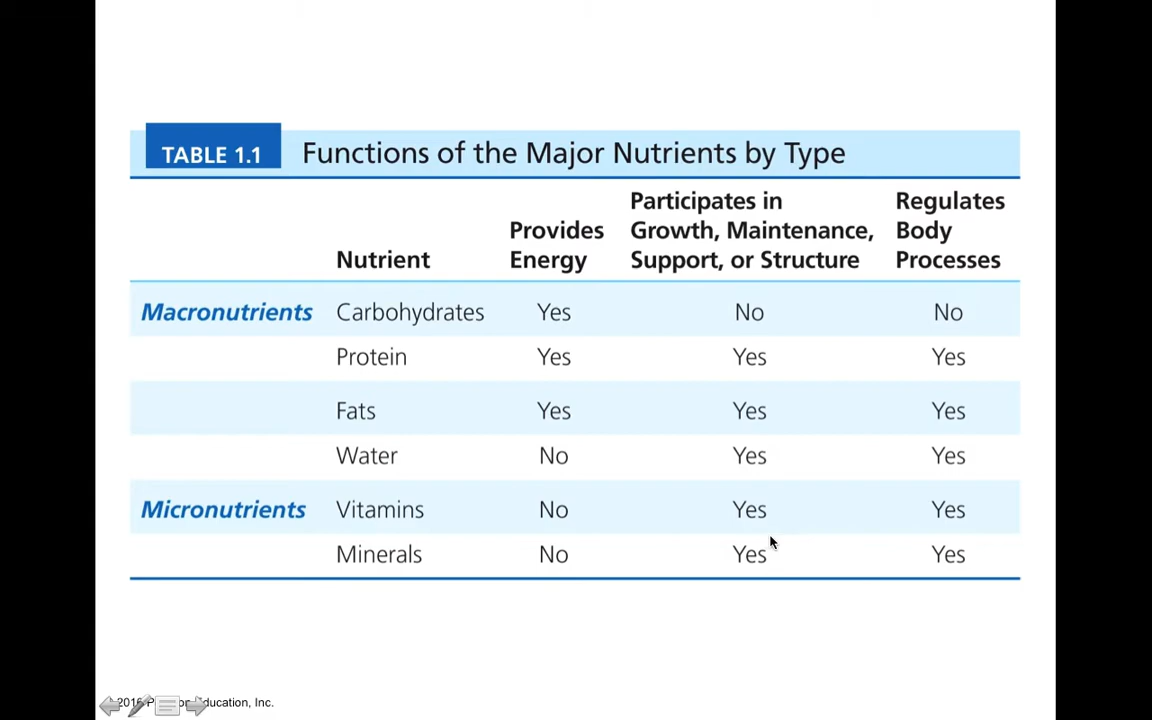 TABLE 1.1 Functions of the Major Nutrients by Type
Nutrient Provides Energy Participates in Growth, Maintenance, Support, or Structure Regulates Body Processes
Macronutrients Carbohydrates Yes No No
Protein Yes Yes Yes
Fats Yes Yes Yes
Water No Yes Yes
Micronutrients Vitamins No Yes Yes
Minerals No Yes Yes
2016 Education, Inc.